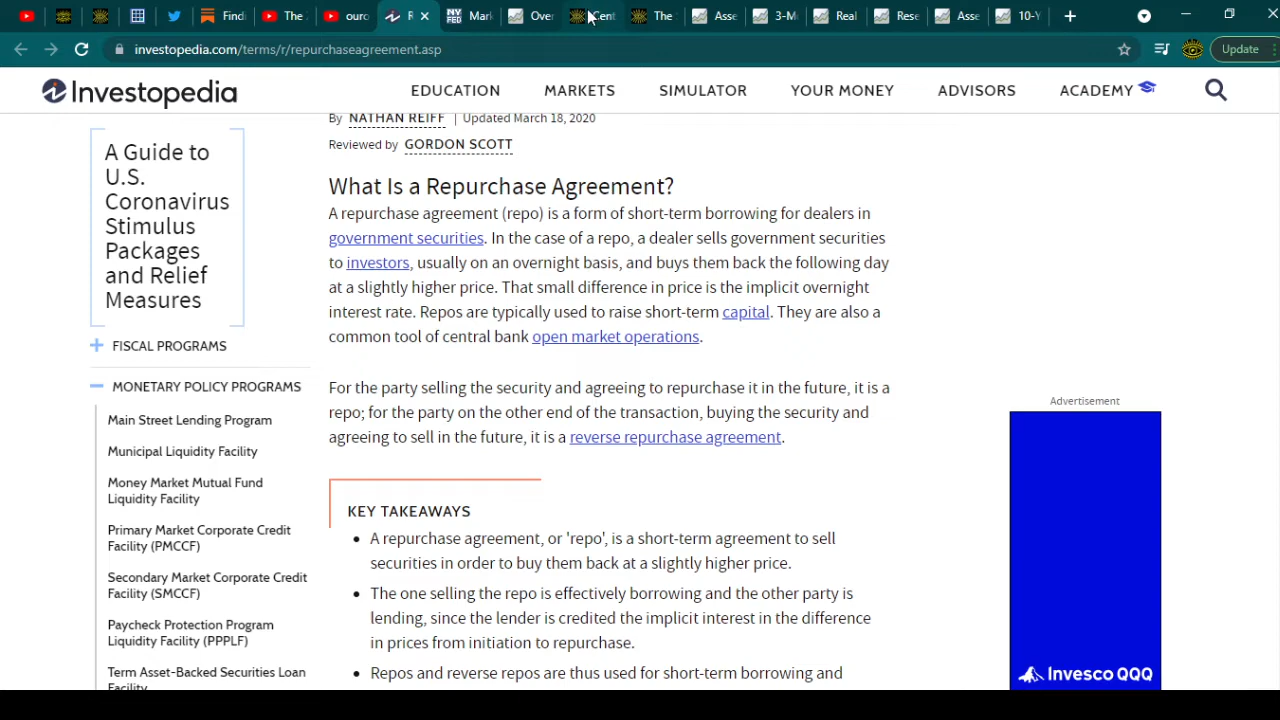 Find
The
ouro
R
NYFED Mark
Over
Cent
The
Asse
3-M
Real
Rese
Asse
10-Y
investopedia.com/terms/r/repurchaseagreement.asp
Update
Investopedia
EDUCATION
MARKETS
SIMULATOR
YOUR MONEY
ADVISORS
ACADEMY
By NATHAN REIFF | Updated March 18, 2020
Reviewed by GORDON SCOTT
A Guide to
U.S.
Coronavirus
Stimulus
Packages
and Relief
Measures
FISCAL PROGRAMS
MONETARY POLICY PROGRAMS
Main Street Lending Program
Municipal Liquidity Facility
Money Market Mutual Fund
Liquidity Facility
Primary Market Corporate Credit
Facility (PMCCF)
Secondary Market Corporate Credit
Facility (SMCCF)
Paycheck Protection Program
Liquidity Facility (PPPLF)
Term Asset-Backed Securities Loan
Facility
What Is a Repurchase Agreement?
A repurchase agreement (repo) is a form of short-term borrowing for dealers in
government securities. In the case of a repo, a dealer sells government securities
to investors, usually on an overnight basis, and buys them back the following day
at a slightly higher price. That small difference in price is the implicit overnight
interest rate. Repos are typically used to raise short-term capital. They are also a
common tool of central bank open market operations.
For the party selling the security and agreeing to repurchase it in the future, it is a
repo; for the party on the other end of the transaction, buying the security and
agreeing to sell in the future, it is a reverse repurchase agreement.
KEY TAKEAWAYS
• A repurchase agreement, or 'repo', is a short-term agreement to sell
securities in order to buy them back at a slightly higher price.
• The one selling the repo is effectively borrowing and the other party is
lending, since the lender is credited the implicit interest in the difference
in prices from initiation to repurchase.
• Repos and reverse repos are thus used for short-term borrowing and
Advertisement
Invesco QQQ